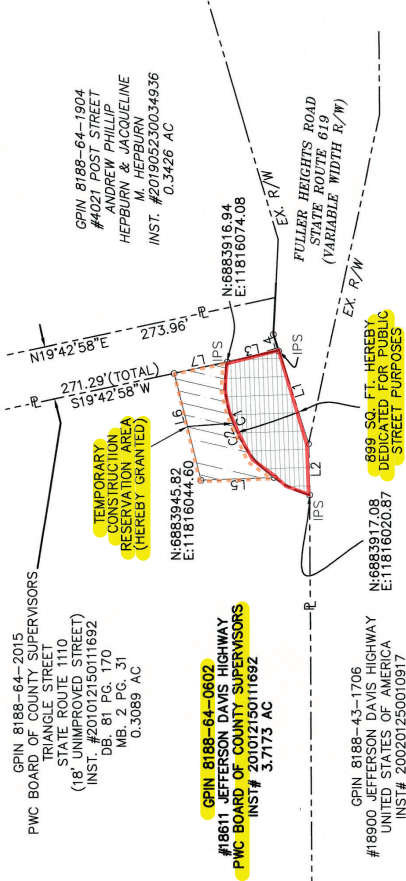 GPIN 8188-64-2015
PWC BOARD OF COUNTY SUPERVISORS
TRIANGLE STREET
STATE ROUTE 1110
(18' UNIMPROVED STREET)
INST. #201012150111692
DB. 81 PG. 170
MB. 2 PG. 31
0.3089 AC
GPIN 8188-64-1904
#4021 POST STREET
ANDREW PHILLIP
HEPBURN & JACQUELINE
M. HEPBURN
INST. #201905230034936
0.3426 AC
N19°42'58"E
273.96'
271.29'(TOTAL)
S19°42'58"W
PL
PL
TEMPORARY
CONSTRUCTION
RESERVATION AREA
(HEREBY GRANTED)
N:6883945.82
E:11816044.60
N:6883916.94
E:11816074.08
L6
L7
L5
C2
C1
L3
L4
L1
L2
IPS
IPS
IPS
EX. R/W
FULLER HEIGHTS ROAD
STATE ROUTE 619
(VARIABLE WIDTH R/W)
EX. R/W
GPIN 8188-64-0602
#18611 JEFFERSON DAVIS HIGHWAY
PWC BOARD OF COUNTY SUPERVISORS
INST# 201012150111692
3.7173 AC
899 SQ. FT. HEREBY
DEDICATED FOR PUBLIC
STREET PURPOSES
N:6883917.08
E:11816020.87
PL
GPIN 8188-43-1706
#18900 JEFFERSON DAVIS HIGHWAY
UNITED STATES OF AMERICA
INST# 200201250010917